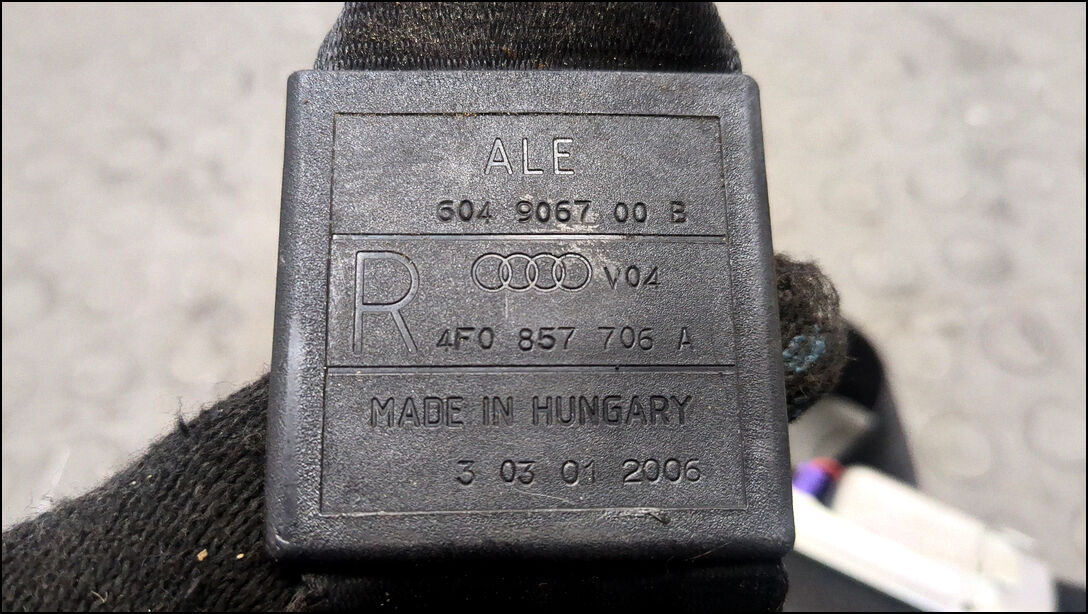 ALE
604 9067 00 B
R
V04
4F0 857 706 A
MADE IN HUNGARY
3 03 01 2006